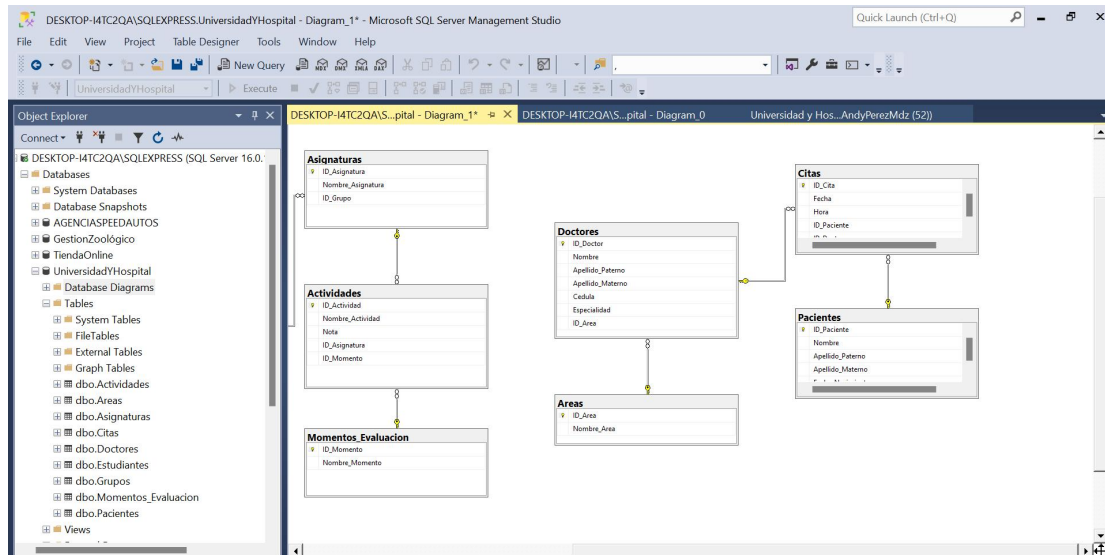 DESKTOP-I4TC2QA\SQLEXPRESS.UniversidadYHospital - Diagram_1* - Microsoft SQL Server Management Studio
Quick Launch (Ctrl+Q)
File Edit View Project Table Designer Tools Window Help
New Query
MDX DMX XMLA DAX
UniversidadYHospital
Execute
Object Explorer
DESKTOP-I4TC2QA\S...pital - Diagram_1*
DESKTOP-I4TC2QA\S...pital - Diagram_0
Universidad y Hos...AndyPerezMdz (52))
Connect
DESKTOP-I4TC2QA\SQLEXPRESS (SQL Server 16.0.
Databases
System Databases
Database Snapshots
AGENCIASPEEDAUTOS
GestionZoológico
TiendaOnline
UniversidadYHospital
Database Diagrams
Tables
System Tables
FileTables
External Tables
Graph Tables
dbo.Actividades
dbo.Areas
dbo.Asignaturas
dbo.Citas
dbo.Doctores
dbo.Estudiantes
dbo.Grupos
dbo.Momentos_Evaluacion
dbo.Pacientes
Views
Asignaturas
ID_Asignatura
Nombre_Asignatura
ID_Grupo
Actividades
ID_Actividad
Nombre_Actividad
Nota
ID_Asignatura
ID_Momento
Momentos_Evaluacion
ID_Momento
Nombre_Momento
Doctores
ID_Doctor
Nombre
Apellido_Paterno
Apellido_Materno
Cedula
Especialidad
ID_Area
Areas
ID_Area
Nombre_Area
Citas
ID_Cita
Fecha
Hora
ID_Paciente
Pacientes
ID_Paciente
Nombre
Apellido_Paterno
Apellido_Materno